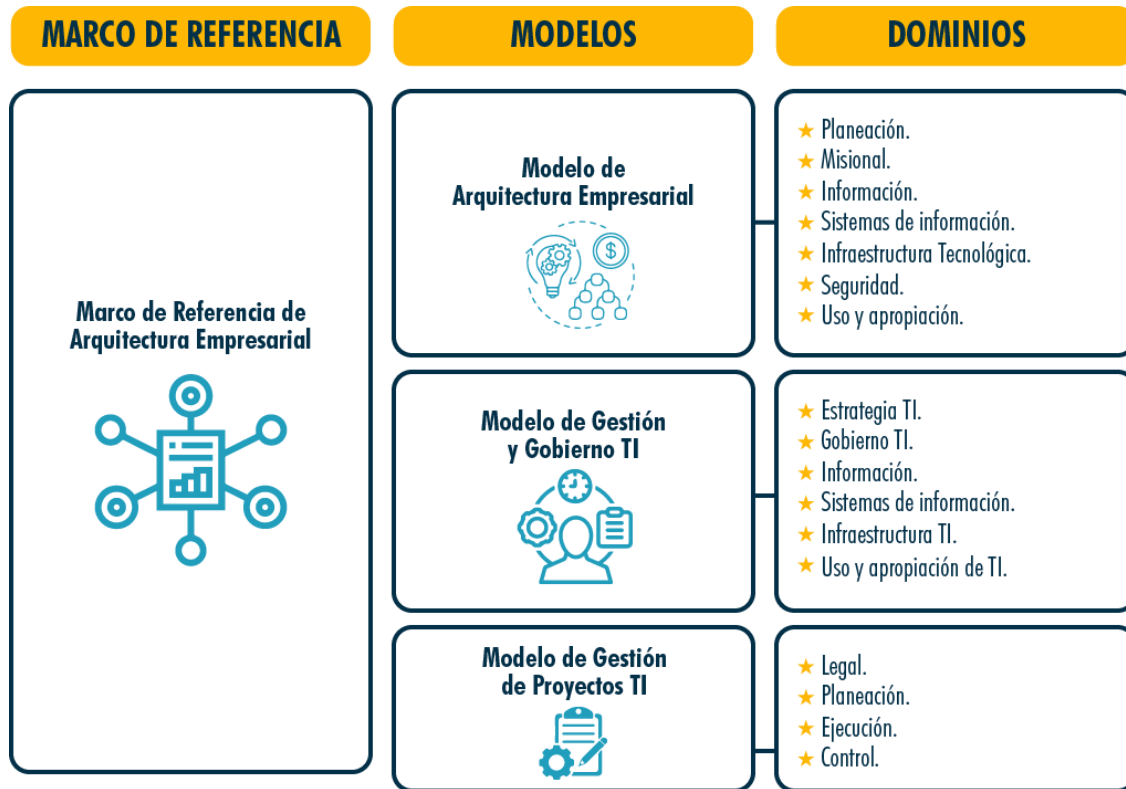 MARCO DE REFERENCIA
MODELOS
DOMINIOS
Marco de Referencia de
Arquitectura Empresarial
Modelo de
Arquitectura Empresarial
$
Planeación.
Misional.
Información.
Sistemas de información.
Infraestructura Tecnológica.
Seguridad.
Uso y apropiación.
Modelo de Gestión
y Gobierno TI
Estrategia TI.
Gobierno TI.
Información.
Sistemas de información.
Infraestructura TI.
Uso y apropiación de TI.
Modelo de Gestión
de Proyectos TI
Legal.
Planeación.
Ejecución.
Control.